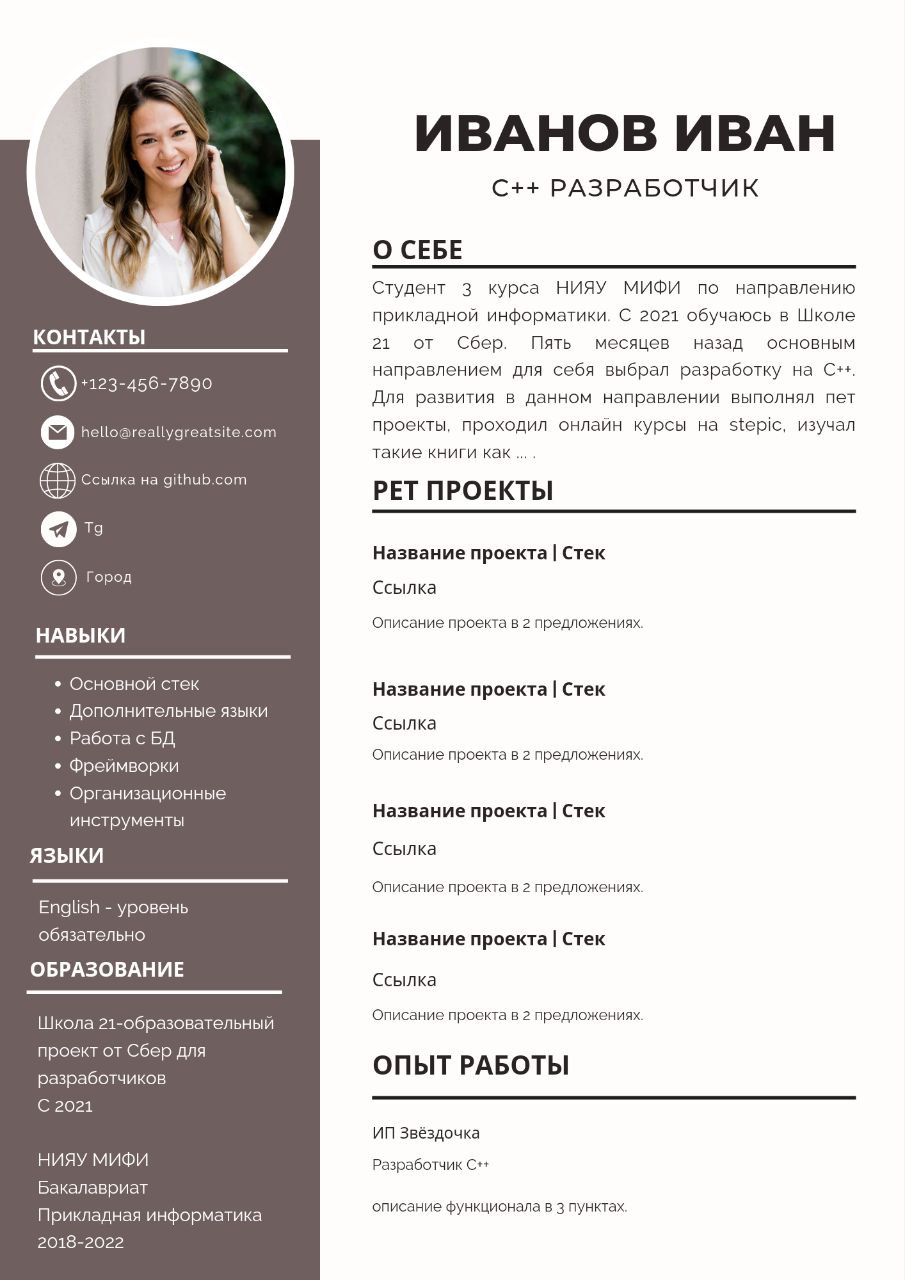 ИВАНОВ ИВАН
C++ РАЗРАБОТЧИК
КОНТАКТЫ
+123-456-7890
hello@reallygreatsite.com
Ссылка на github.com
Tg
Город
НАВЫКИ
• Основной стек
• Дополнительные языки
• Работа с БД
• Фреймворки
• Организационные
инструменты
ЯЗЫКИ
English - уровень
обязательно
ОБРАЗОВАНИЕ
Школа 21-образовательный
проект от Сбер для
разработчиков
С 2021
НИЯУ МИФИ
Бакалавриат
Прикладная информатика
2018-2022
О СЕБЕ
Студент 3 курса НИЯУ МИФИ по направлению
прикладной информатики. С 2021 обучаюсь в Школе
21 от Сбер. Пять месяцев назад основным
направлением для себя выбрал разработку на С++.
Для развития в данном направлении выполнял пет
проекты, проходил онлайн курсы на stepic, изучал
такие книги как ... .
PET ПРОЕКТЫ
Название проекта | Стек
Ссылка
Описание проекта в 2 предложениях.
Название проекта | Стек
Ссылка
Описание проекта в 2 предложениях.
Название проекта | Стек
Ссылка
Описание проекта в 2 предложениях.
Название проекта | Стек
Ссылка
Описание проекта в 2 предложениях.
ОПЫТ РАБОТЫ
ИП Звёздочка
Разработчик С++
описание функционала в 3 пунктах.